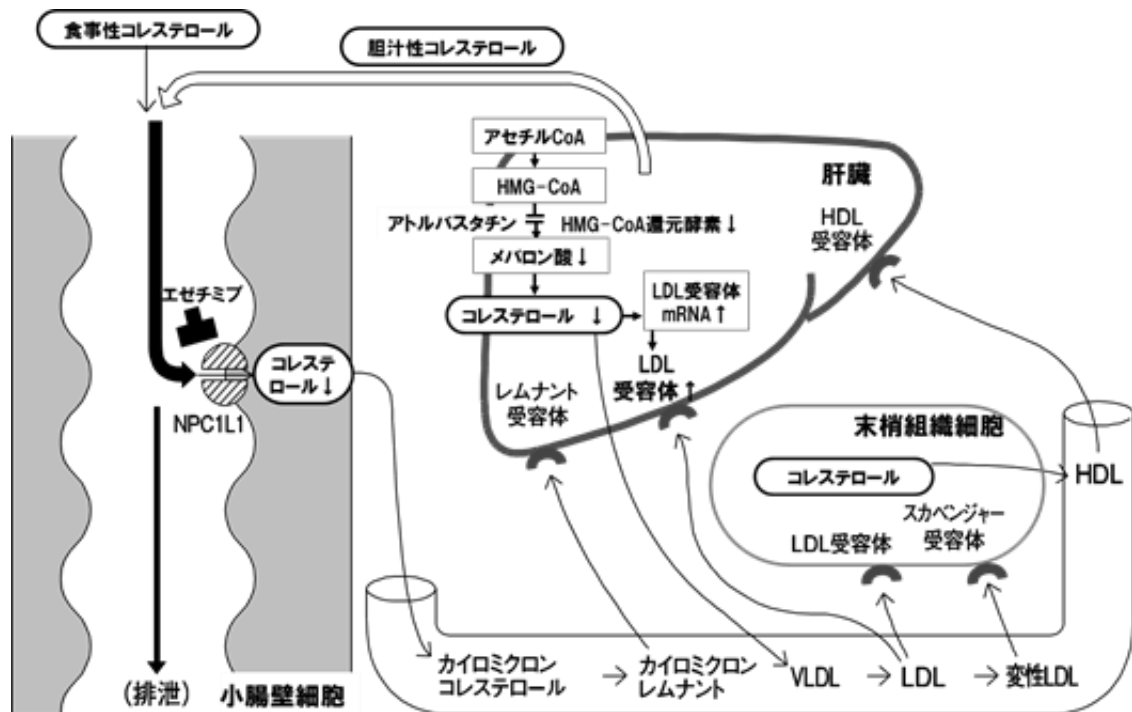 食事性コレステロール
胆汁性コレステロール
アセチルCoA
HMG-CoA
アトルバスタチン
HMG-CoA還元酵素↓
メバロン酸↓
コレステロール ↓
LDL受容体
mRNA↑
LDL
受容体↑
レムナント
受容体
肝臓
HDL
受容体
エゼチミブ
コレステ
ロール↓
NPC1L1
末梢組織細胞
コレステロール
スカベンジャー
受容体
LDL受容体
HDL
カイロミクロン
コレステロール
→
カイロミクロン
レムナント
VLDL → LDL → 変性LDL
(排泄)
小腸壁細胞